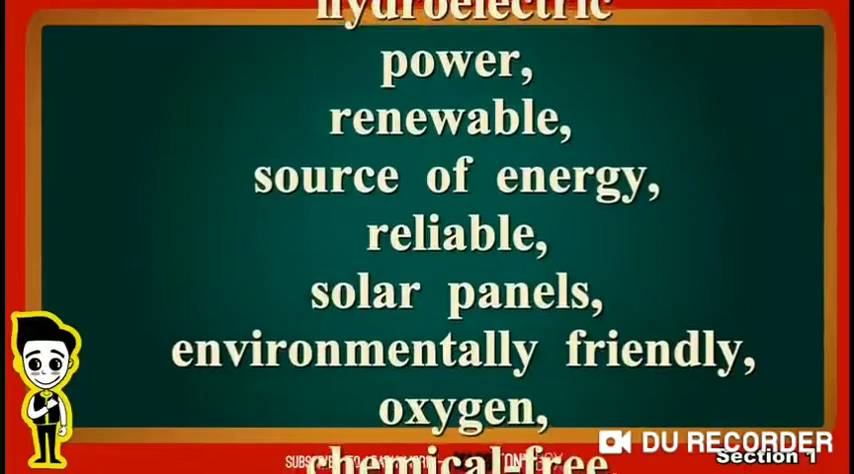 hydroelectric
power,
renewable,
source of energy,
reliable,
solar panels,
environmentally friendly,
oxygen,
chemical-free
DU RECORDER
Section 1